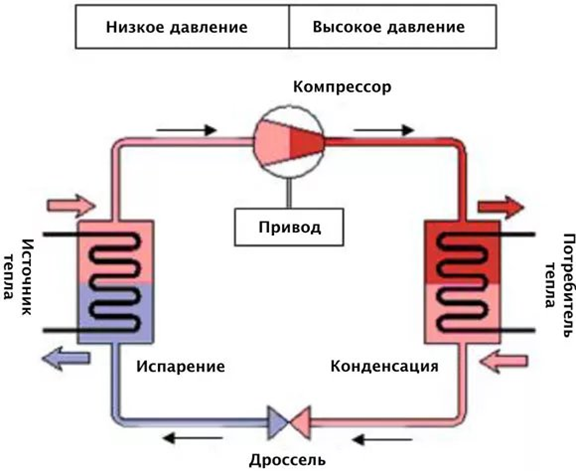 Низкое давление
Высокое давление
Компрессор
Привод
Источник
тепла
Потребитель
тепла
Испарение
Конденсация
Дроссель